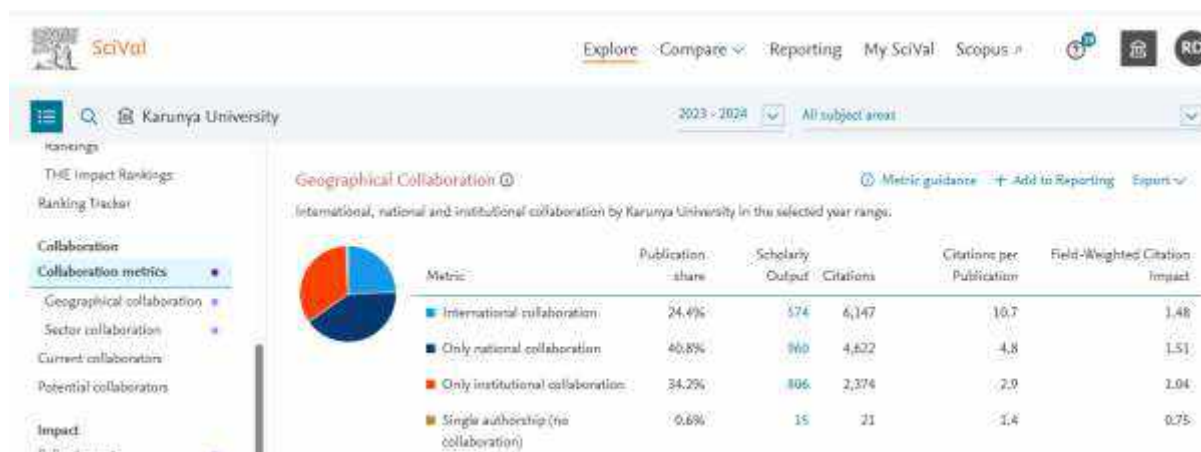 SciVal
Explore Compare Reporting My SciVal Scopus
RD
Karunya University
2023 - 2024 All subject areas
Rankings
THE Impact Rankings
Ranking Tracker
Collaboration
Collaboration metrics
Geographical collaboration
Sector collaboration
Current collaborators
Potential collaborators
Impact
Geographical Collaboration
Metric guidance + Add to Reporting Export
International, national and institutional collaboration by Karunya University in the selected year range.
Metric Publication share Scholarly Output Citations Citations per Publication Field-Weighted Citation Impact
International collaboration 24.4% 574 6,147 10.7 1.48
Only national collaboration 40.8% 960 4,622 4.8 1.51
Only institutional collaboration 34.2% 806 2,374 2.9 1.04
Single authorship (no collaboration) 0.6% 15 21 1.4 0.75